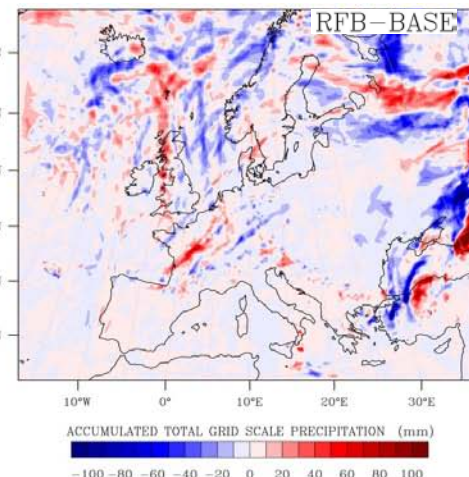 RFB-BASE
10°W 0° 10°E 20°E 30°E
ACCUMULATED TOTAL GRID SCALE PRECIPITATION (mm)
-100 -80 -60 -40 -20 0 20 40 60 80 100